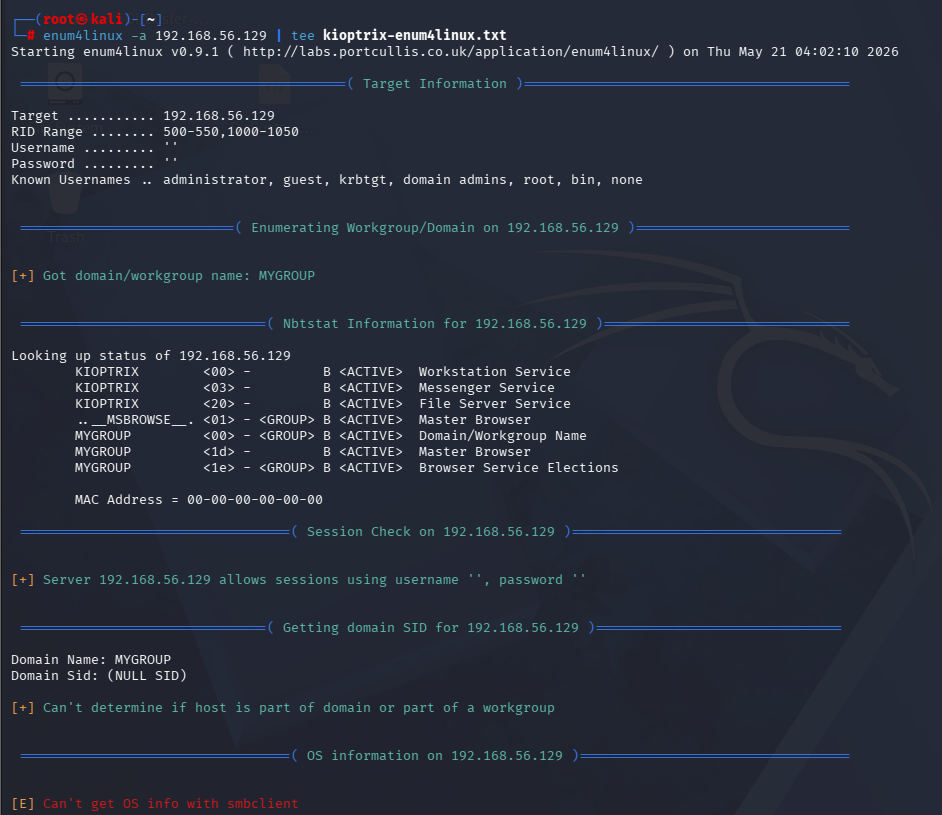 ┌──(root㉿kali)-[~]
└─# enum4linux -a 192.168.56.129 | tee kioptrix-enum4linux.txt
Starting enum4linux v0.9.1 ( http://labs.portcullis.co.uk/application/enum4linux/ ) on Thu May 21 04:02:10 2026
=========================================( Target Information )=========================================
Target ........... 192.168.56.129
RID Range ........ 500-550,1000-1050
Username ......... ''
Password ......... ''
Known Usernames .. administrator, guest, krbtgt, domain admins, root, bin, none
===========================( Enumerating Workgroup/Domain on 192.168.56.129 )===========================
[+] Got domain/workgroup name: MYGROUP
===============================( Nbtstat Information for 192.168.56.129 )===============================
Looking up status of 192.168.56.129
KIOPTRIX        <00> -         B <ACTIVE>  Workstation Service
KIOPTRIX        <03> -         B <ACTIVE>  Messenger Service
KIOPTRIX        <20> -         B <ACTIVE>  File Server Service
..__MSBROWSE__. <01> - <GROUP> B <ACTIVE>  Master Browser
MYGROUP         <00> - <GROUP> B <ACTIVE>  Domain/Workgroup Name
MYGROUP         <1d> -         B <ACTIVE>  Master Browser
MYGROUP         <1e> - <GROUP> B <ACTIVE>  Browser Service Elections
MAC Address = 00-00-00-00-00-00
==================================( Session Check on 192.168.56.129 )==================================
[+] Server 192.168.56.129 allows sessions using username '', password ''
===============================( Getting domain SID for 192.168.56.129 )===============================
Domain Name: MYGROUP
Domain Sid: (NULL SID)
[+] Can't determine if host is part of domain or part of a workgroup
==================================( OS information on 192.168.56.129 )==================================
[E] Can't get OS info with smbclient